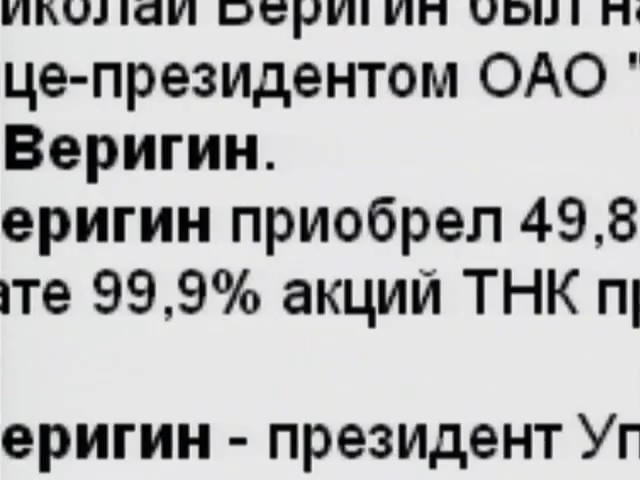 иколай Веригин был на
це-президентом ОАО "
Веригин.
еригин приобрел 49,8
ате 99,9% акций ТНК пр
еригин - президент Уп